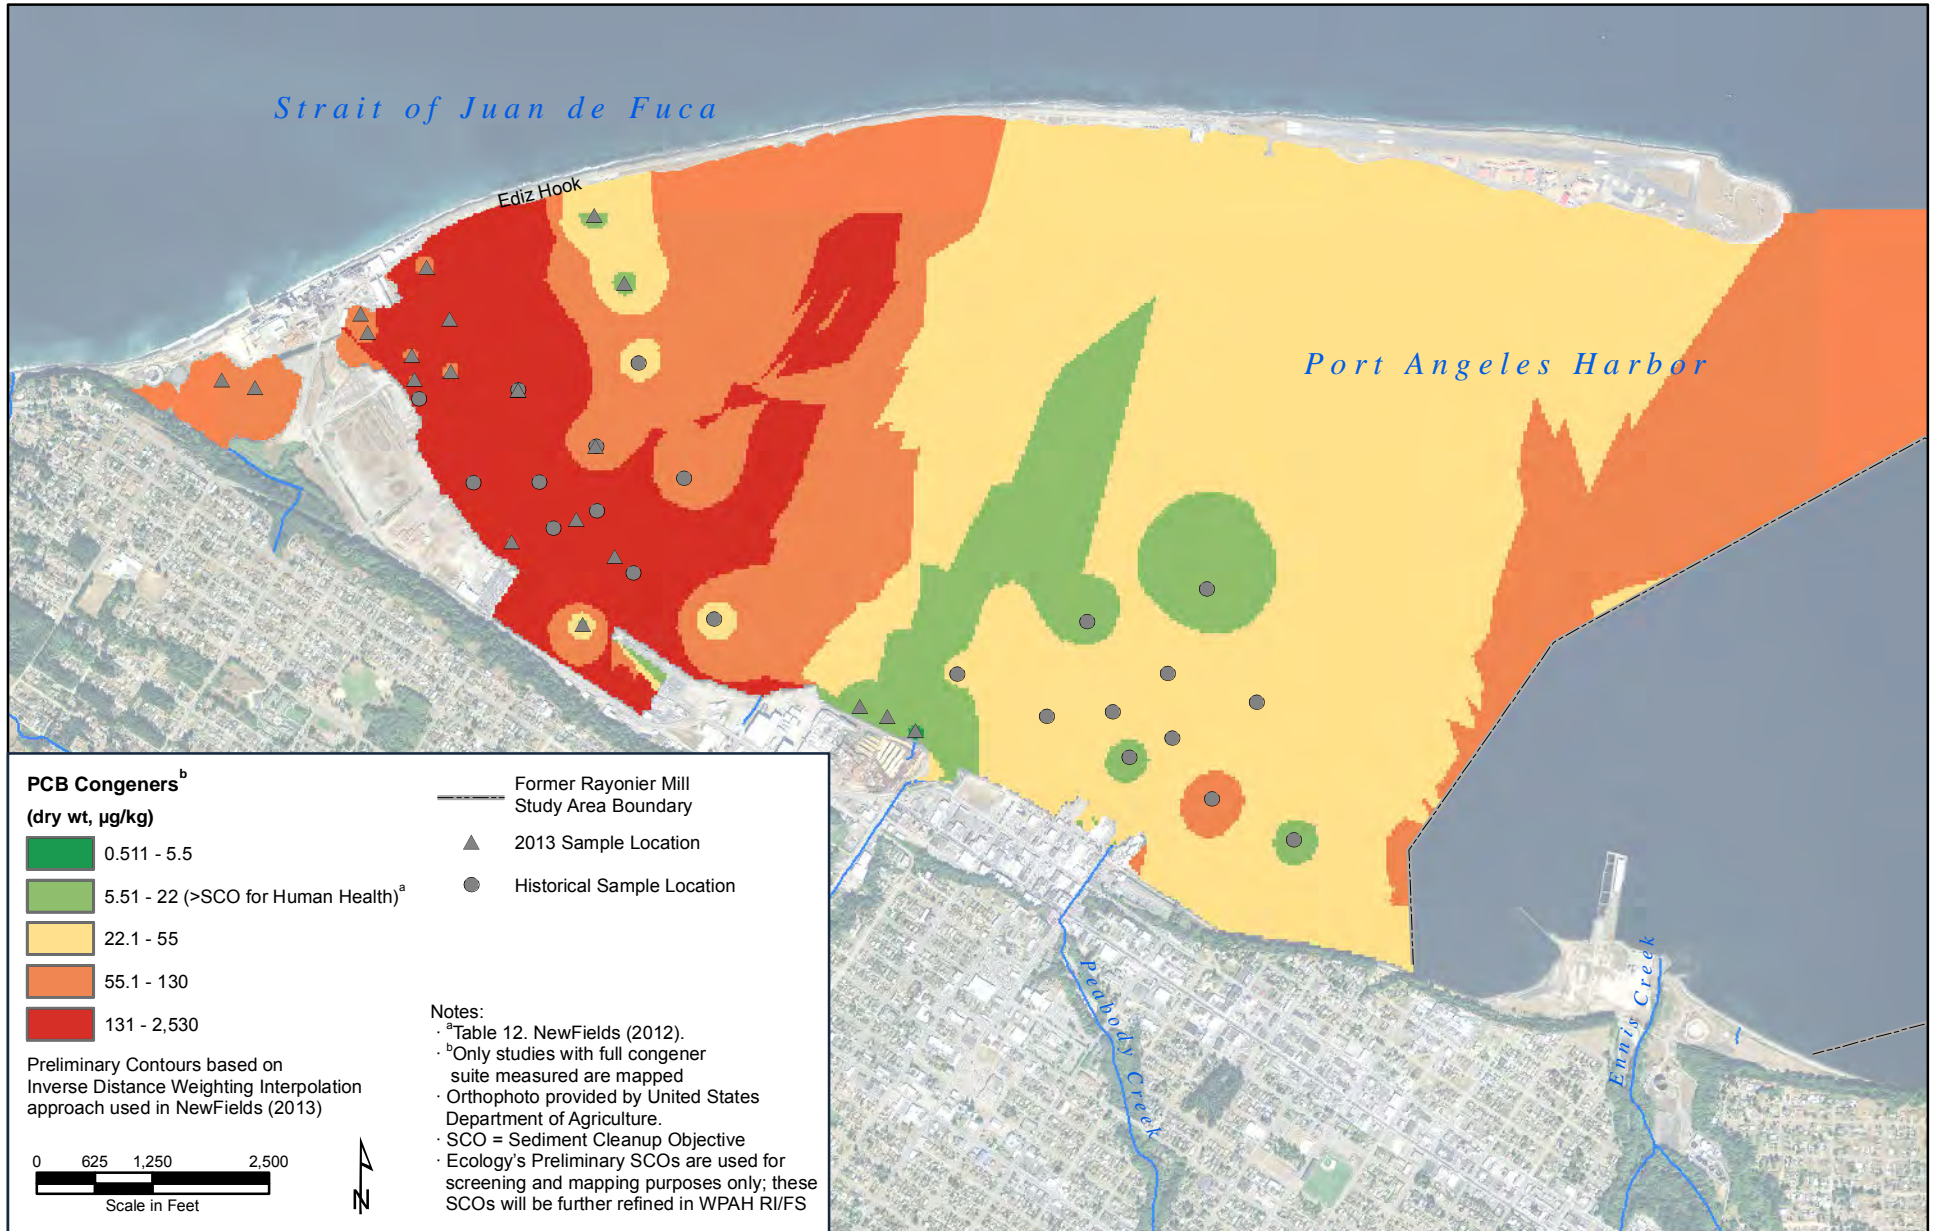 Strait of Juan de Fuca
Ediz Hook
Port Angeles Harbor
Peabody Creek
Ennis Creek
PCB Congeners^b
(dry wt, µg/kg)
0.511 - 5.5
5.51 - 22 (>SCO for Human Health)^a
22.1 - 55
55.1 - 130
131 - 2,530
Preliminary Contours based on
Inverse Distance Weighting Interpolation
approach used in NewFields (2013)
0 625 1,250 2,500
Scale in Feet
Former Rayonier Mill
Study Area Boundary
2013 Sample Location
Historical Sample Location
N
Notes:
· ^aTable 12. NewFields (2012).
· ^bOnly studies with full congener
suite measured are mapped
· Orthophoto provided by United States
Department of Agriculture.
· SCO = Sediment Cleanup Objective
· Ecology's Preliminary SCOs are used for
screening and mapping purposes only; these
SCOs will be further refined in WPAH RI/FS